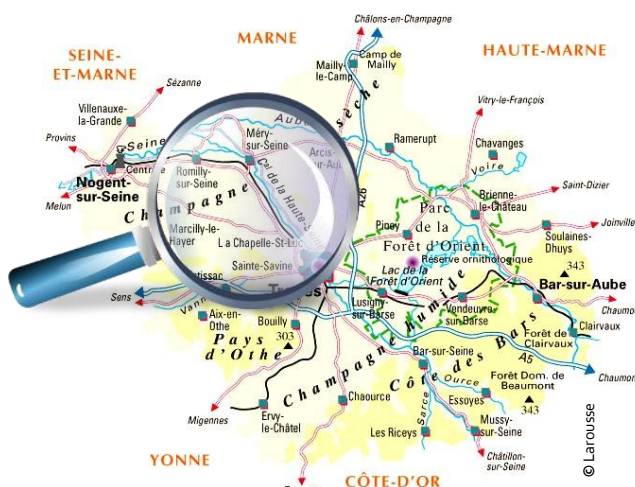 Châlons-en-Champagne
MARNE
SEINE-
ET-MARNE
HAUTE-MARNE
Camp de
Mailly
Mailly-
le-Camp
Sézanne
Villenauxe-
la-Grande
Vitry-le-François
sèche
Provins
Seine
Aube
Méry-
sur-Seine
Ramerupt
Chavanges
Voire
Arcis-
sur-Aube
Centrale
Nogent-
sur-Seine
Melun
Romilly-
sur-Seine
Cal de la Haute-
A26
Saint-Dizier
Brienne-
le-Château
Champagne
Parc
de la
Forêt d'Orient
Piney
Joinville
Soulaines-
Dhuys
Marcilly-le-
Hayer
La Chapelle-St-Luc
Réserve ornithologique
343
Sainte-Savine
Lac de la
Forêt d'Orient
Bar-sur-Aube
Sens
Lusigny-
sur-Barse
Vendeuvre-
sur-Barse
Chaumont
Aix-en-
Othe
Bouilly
303
Pays
d'Othe
Champagne humide
Côte des Bars
Forêt de
Clairvaux
Clairvaux
A5
Bar-sur-Seine
Ource
Forêt Dom. de
Beaumont
343
Chaumont
Migennes
Ervy-
le-Châtel
Chaource
Essoyes
Sarce
Les Riceys
Mussy-
sur-Seine
Châtillon-
sur-Seine
YONNE
CÔTE-D'OR
© Larousse